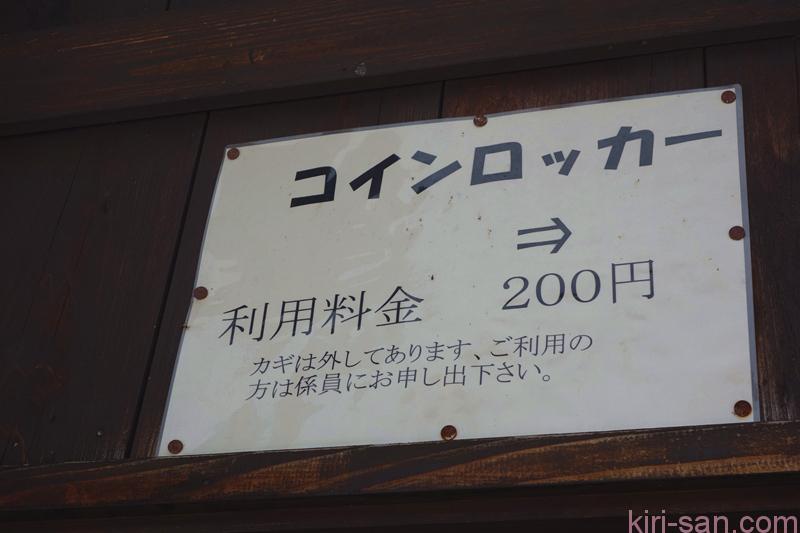 コインロッカー
⇒
利用料金 200円
カギは外してあります、ご利用の
方は係員にお申し出下さい。
kiri-san.com